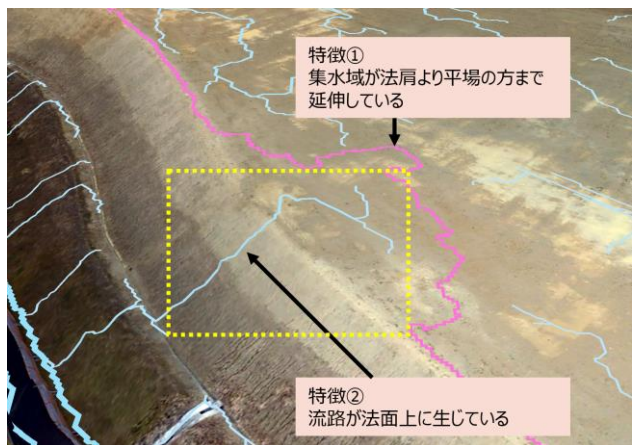 特徴①
集水域が法肩より平場の方まで
延伸している
特徴②
流路が法面上に生じている